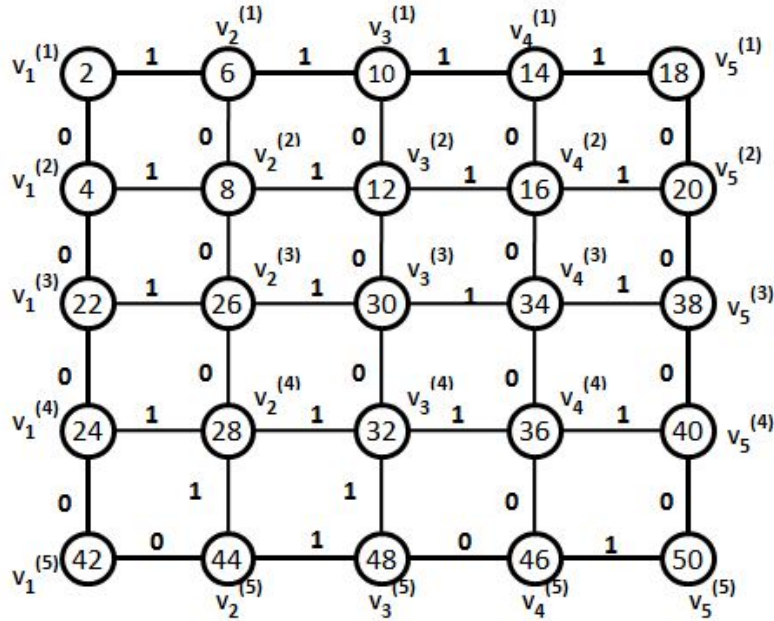 v₂⁽¹⁾ v₃⁽¹⁾ v₄⁽¹⁾
v₁⁽¹⁾ 2 1 6 1 10 1 14 1 18 v₅⁽¹⁾
0 0 0 0 0
v₂⁽²⁾ v₃⁽²⁾ v₄⁽²⁾
v₁⁽²⁾ 4 1 8 1 12 1 16 1 20 v₅⁽²⁾
0 0 0 0 0
v₂⁽³⁾ v₃⁽³⁾ v₄⁽³⁾
v₁⁽³⁾ 22 1 26 1 30 1 34 1 38 v₅⁽³⁾
0 0 0 0 0
v₂⁽⁴⁾ v₃⁽⁴⁾ v₄⁽⁴⁾
v₁⁽⁴⁾ 24 1 28 1 32 1 36 1 40 v₅⁽⁴⁾
0 1 1 0 0
42 0 44 1 48 0 46 1 50
v₁⁽⁵⁾ v₂⁽⁵⁾ v₃⁽⁵⁾ v₄⁽⁵⁾ v₅⁽⁵⁾